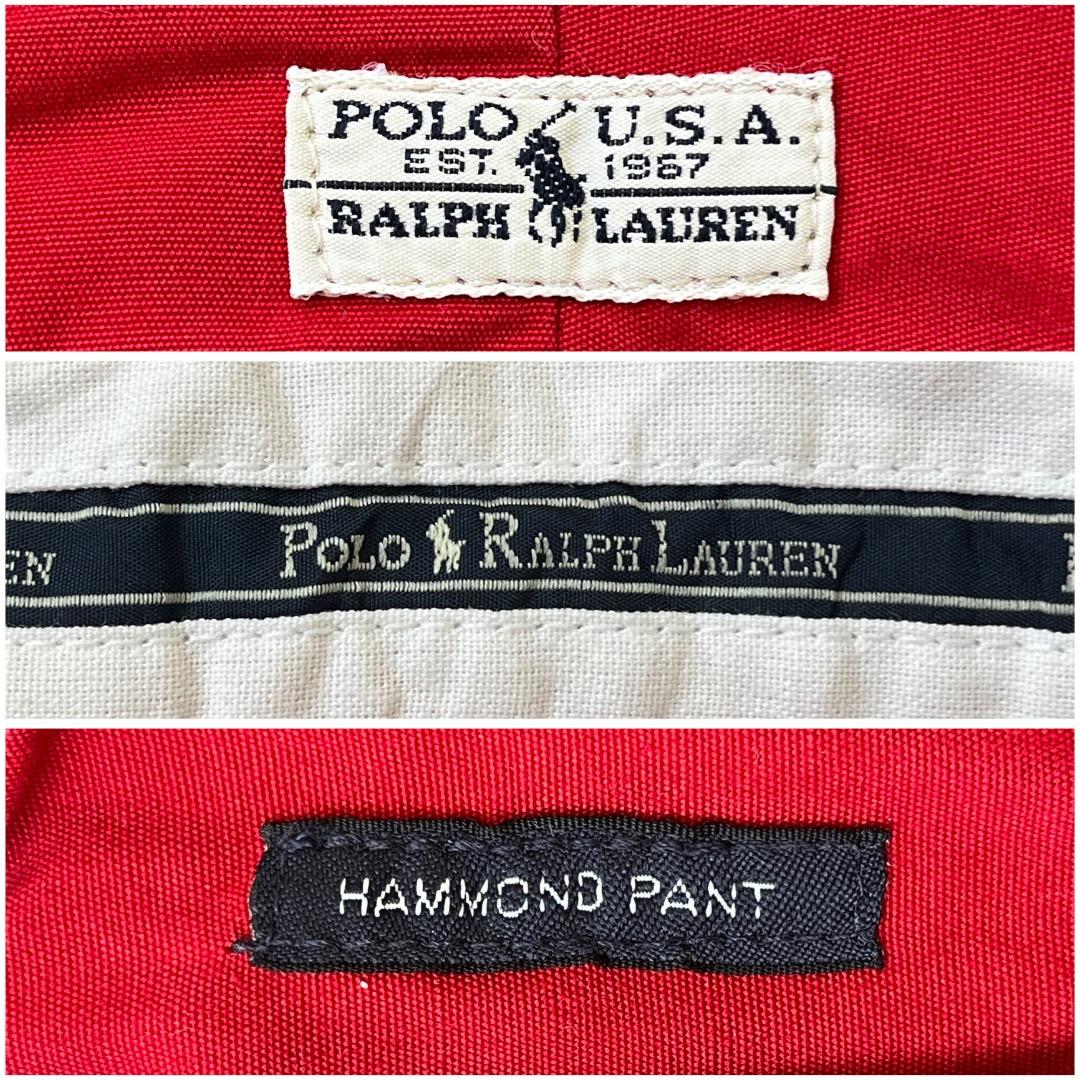 POLO U.S.A.
EST. 1967
RALPH LAUREN
EN POLO RALPH LAUREN
HAMMOND PANT